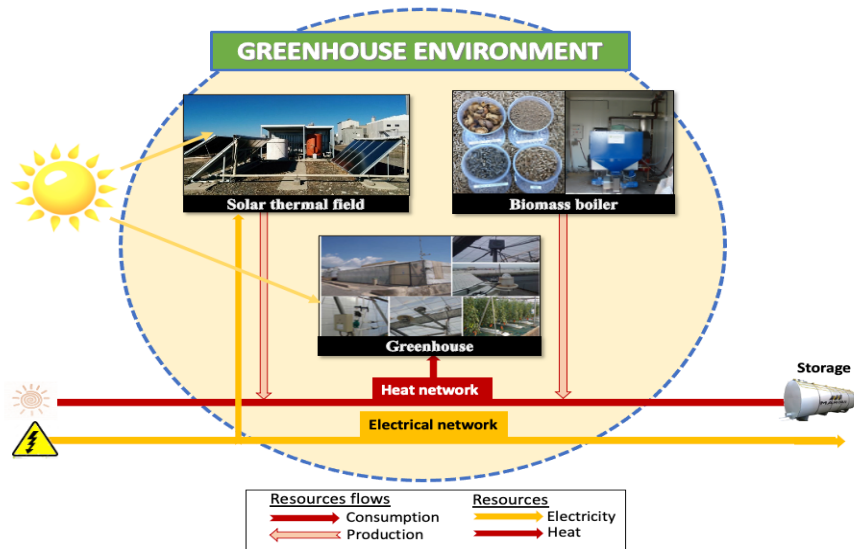 GREENHOUSE ENVIRONMENT
Solar thermal field
Biomass boiler
Greenhouse
Storage
Heat network
Electrical network
Resources flows
Resources
Consumption
Electricity
Production
Heat